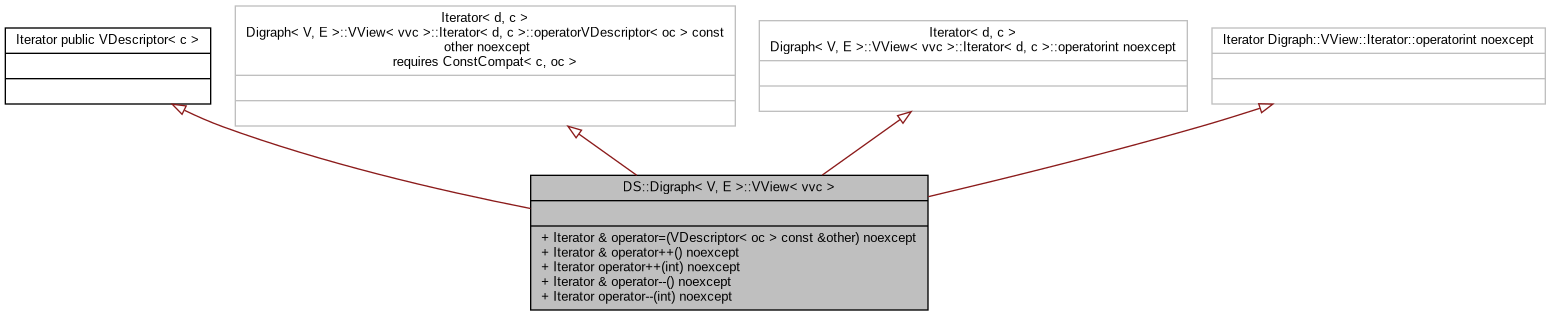 Iterator public VDescriptor< c >
Iterator< d, c >
Digraph< V, E >::VView< vvc >::Iterator< d, c >::operatorVDescriptor< oc > const
other noexcept
requires ConstCompat< c, oc >
Iterator< d, c >
Digraph< V, E >::VView< vvc >::Iterator< d, c >::operatorint noexcept
Iterator Digraph::VView::Iterator::operatorint noexcept
DS::Digraph< V, E >::VView< vvc >
+ Iterator & operator=(VDescriptor< oc > const &other) noexcept
+ Iterator & operator++() noexcept
+ Iterator operator++(int) noexcept
+ Iterator & operator--() noexcept
+ Iterator operator--(int) noexcept